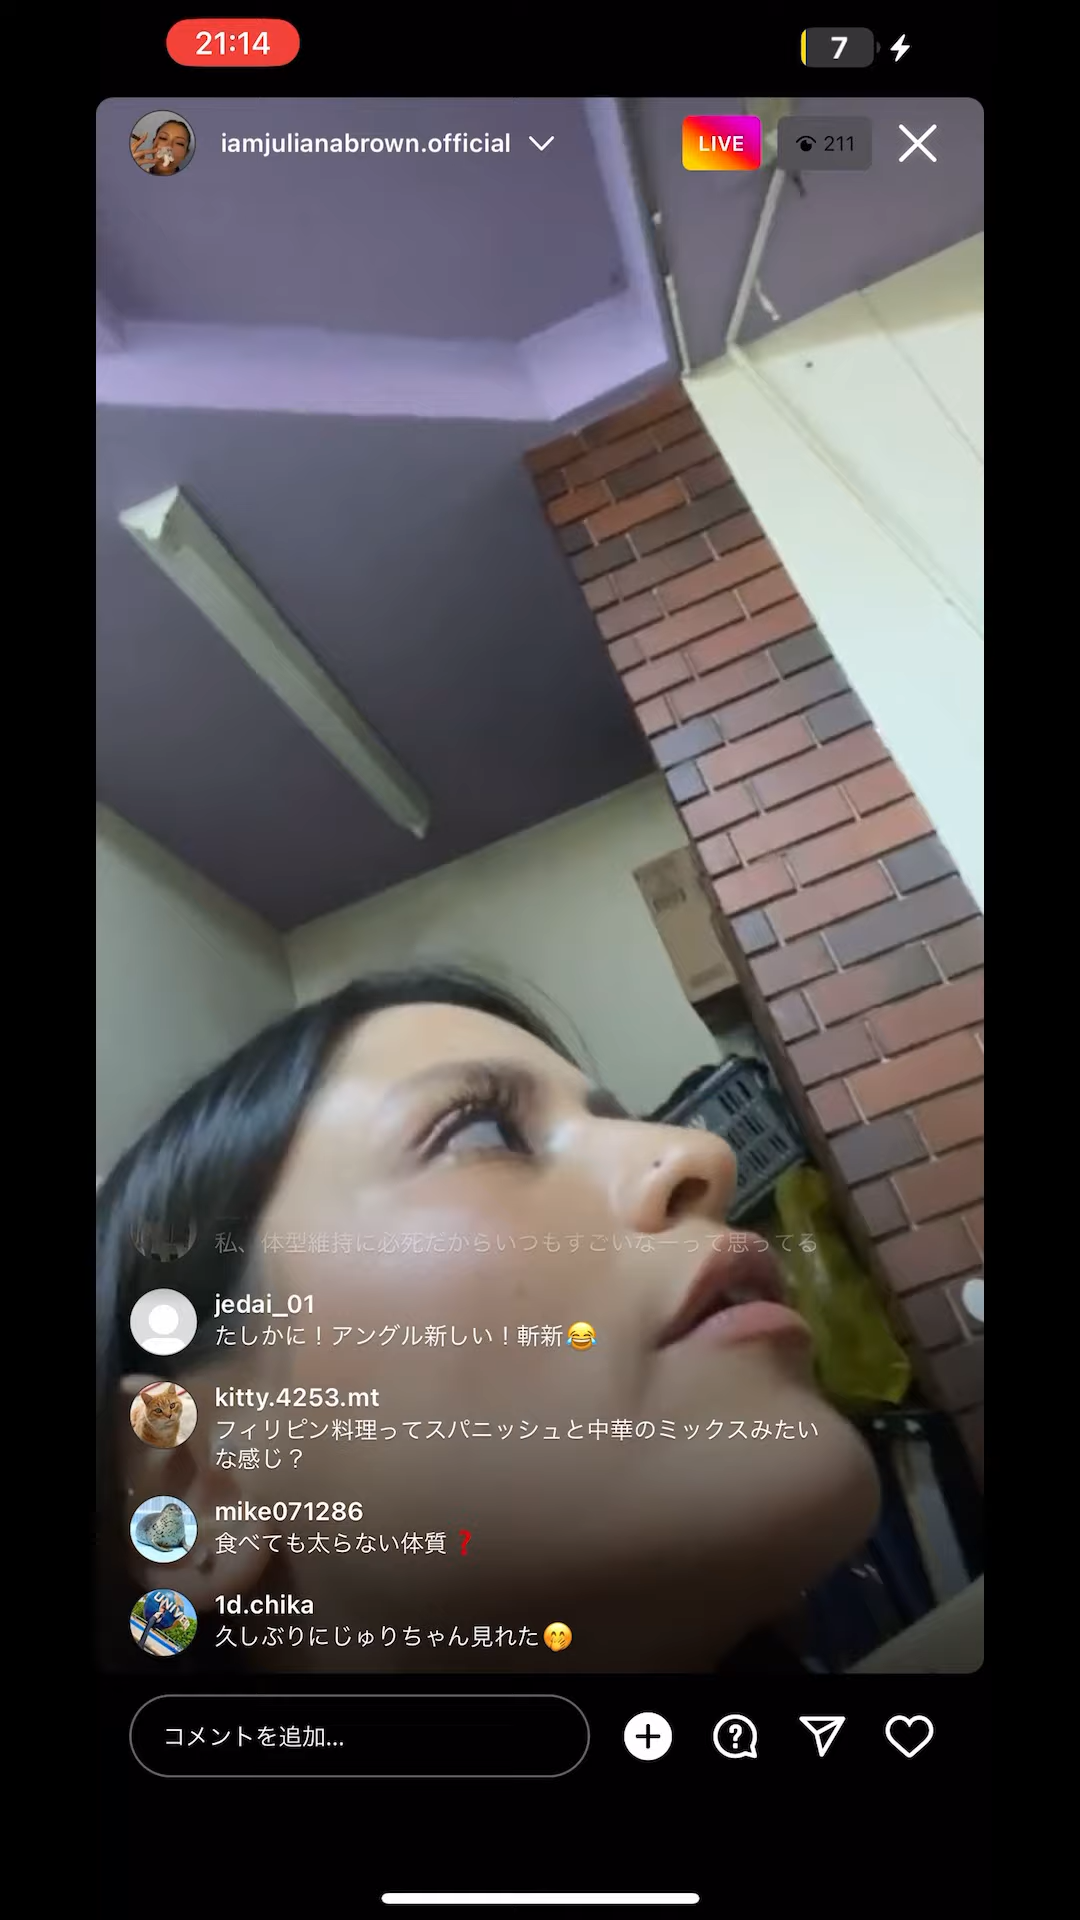 21:14
7
iamjulianabrown.official
LIVE
211
私、体型維持に必死だからいつもすごいなーって思ってる
jedai_01
たしかに！アングル新しい！斬新😂
kitty.4253.mt
フィリピン料理ってスパニッシュと中華のミックスみたい
な感じ？
mike071286
食べても太らない体質❓
1d.chika
久しぶりにじゅりちゃん見れた🤭
コメントを追加...